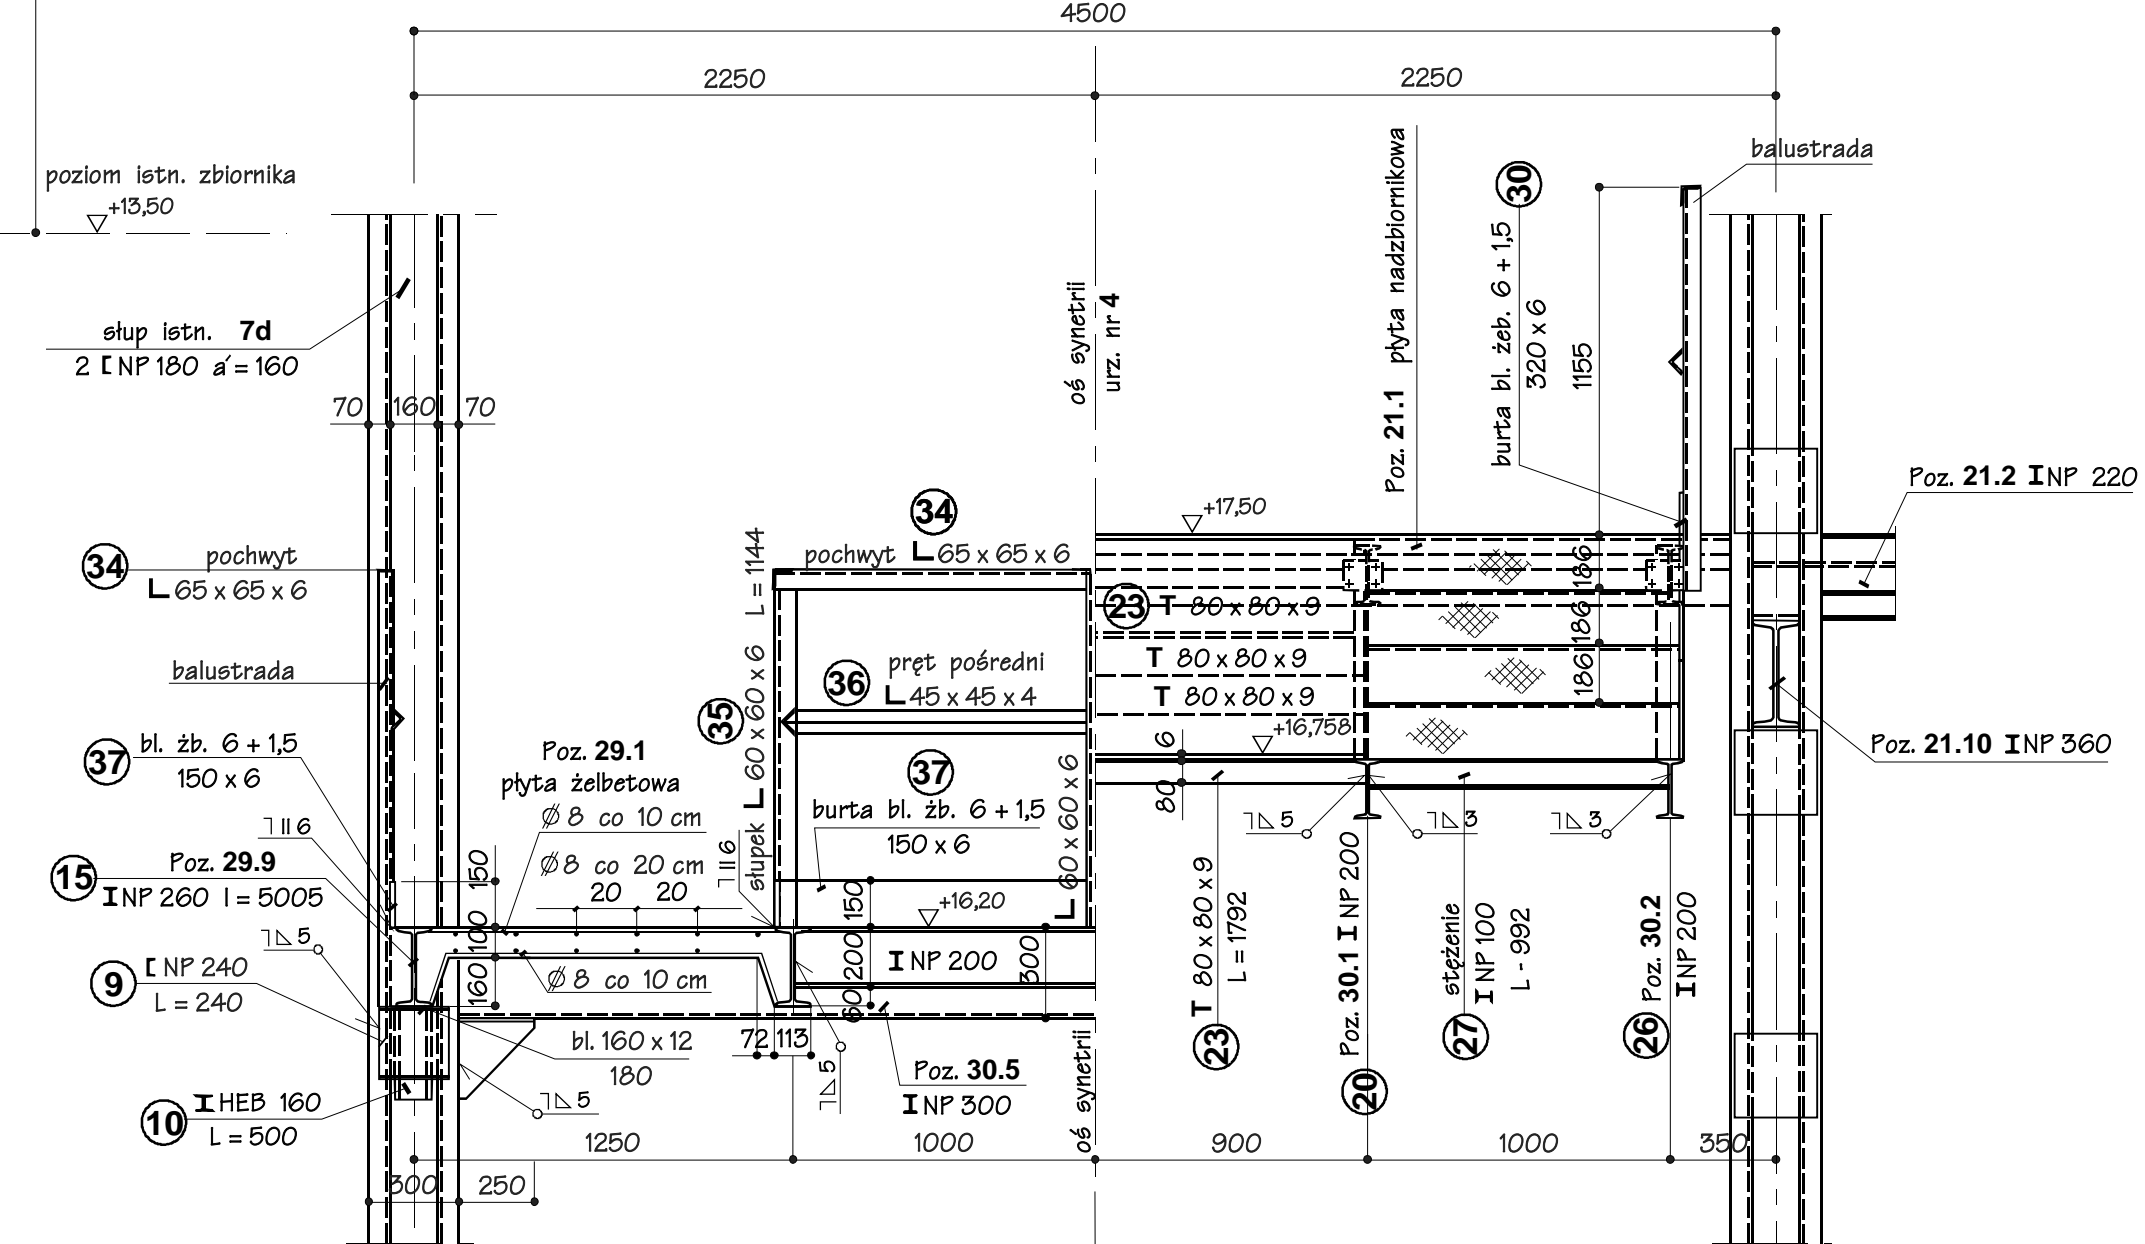 4500
2250
2250
balustrada
poziom istn. zbiornika
+13,50
słup istn. 7d
2 [ NP 180 a' = 160
70 160 70
oś synetrii
urz. nr 4
Poz. 21.1 płyta nadzbiornikowa
30
burta bl. żeb. 6 + 1,5
320 x 6
1155
Poz. 21.2 I NP 220
34
pochwyt
L 65 x 65 x 6
34
pochwyt L 65 x 65 x 6
+17,50
186
186
186
23 T 80 x 80 x 9
T 80 x 80 x 9
T 80 x 80 x 9
+16,758
6
80
balustrada
36
pręt pośredni
L 45 x 45 x 4
35
słupek L 60 x 60 x 6 L = 1144
37
bl. żb. 6 + 1,5
150 x 6
Poz. 29.1
płyta żelbetowa
Ø 8 co 10 cm
Ø 8 co 20 cm
20 20
37
burta bl. żb. 6 + 1,5
150 x 6
L 60 x 60 x 6
Poz. 21.10 I NP 360
6
6
15
Poz. 29.9
I NP 260 l = 5005
5
9
[ NP 240
L = 240
150
100
160
Ø 8 co 10 cm
150
200
60
+16,20
I NP 200
300
5
3
3
23
T 80 x 80 x 9
L = 1792
20
Poz. 30.1 I NP 200
27
stężenie
I NP 100
L - 992
26
Poz. 30.2
I NP 200
bl. 160 x 12
180
72 113
5
Poz. 30.5
I NP 300
10
I HEB 160
L = 500
5
oś synetrii
1250
1000
900
1000
350
300
250